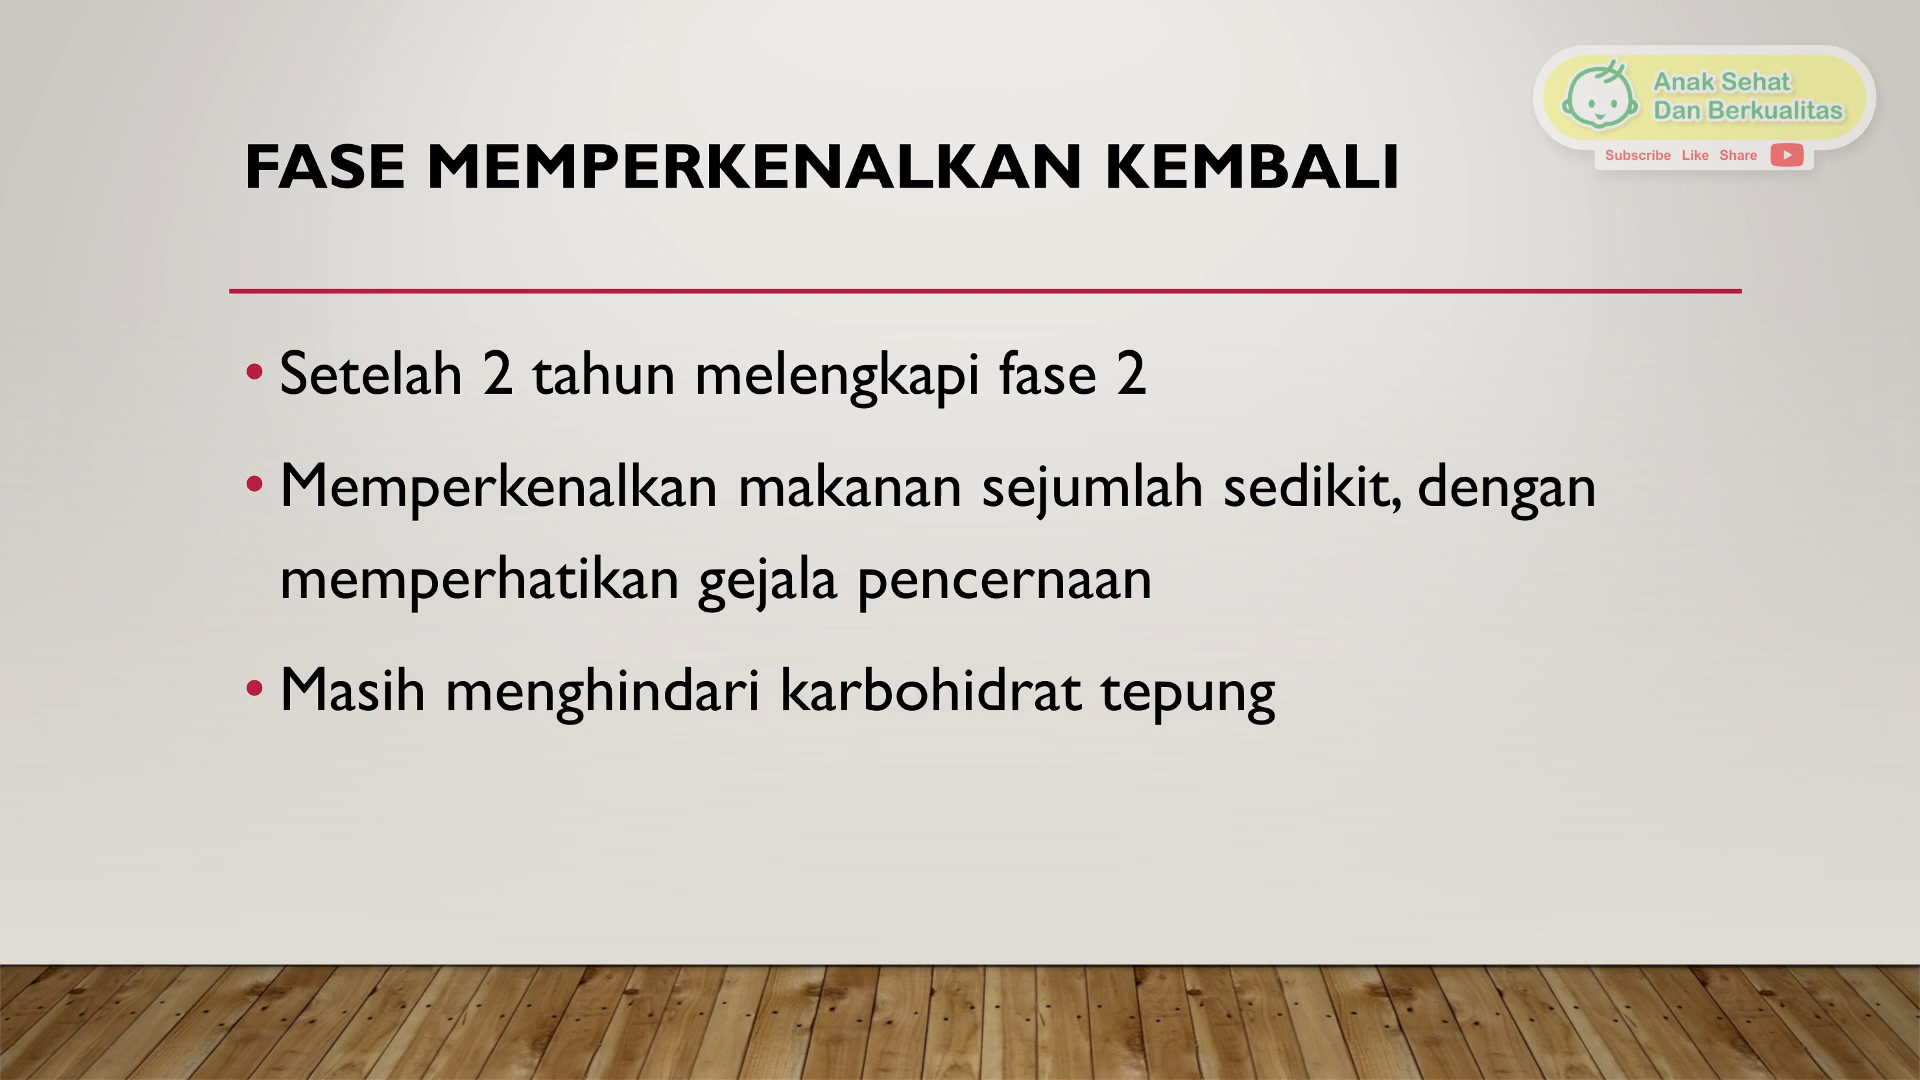 Anak Sehat
Dan Berkualitas
Subscribe Like Share
FASE MEMPERKENALKAN KEMBALI
• Setelah 2 tahun melengkapi fase 2
• Memperkenalkan makanan sejumlah sedikit, dengan
memperhatikan gejala pencernaan
• Masih menghindari karbohidrat tepung